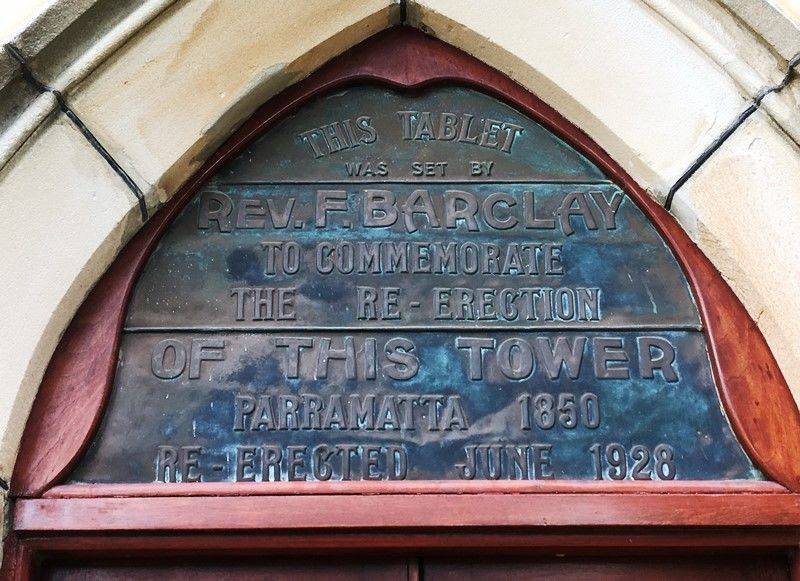 THIS TABLET
WAS SET BY
REV. F. BARCLAY
TO COMMEMORATE
THE RE-ERECTION
OF THIS TOWER
PARRAMATTA 1850
RE-ERECTED JUNE 1928